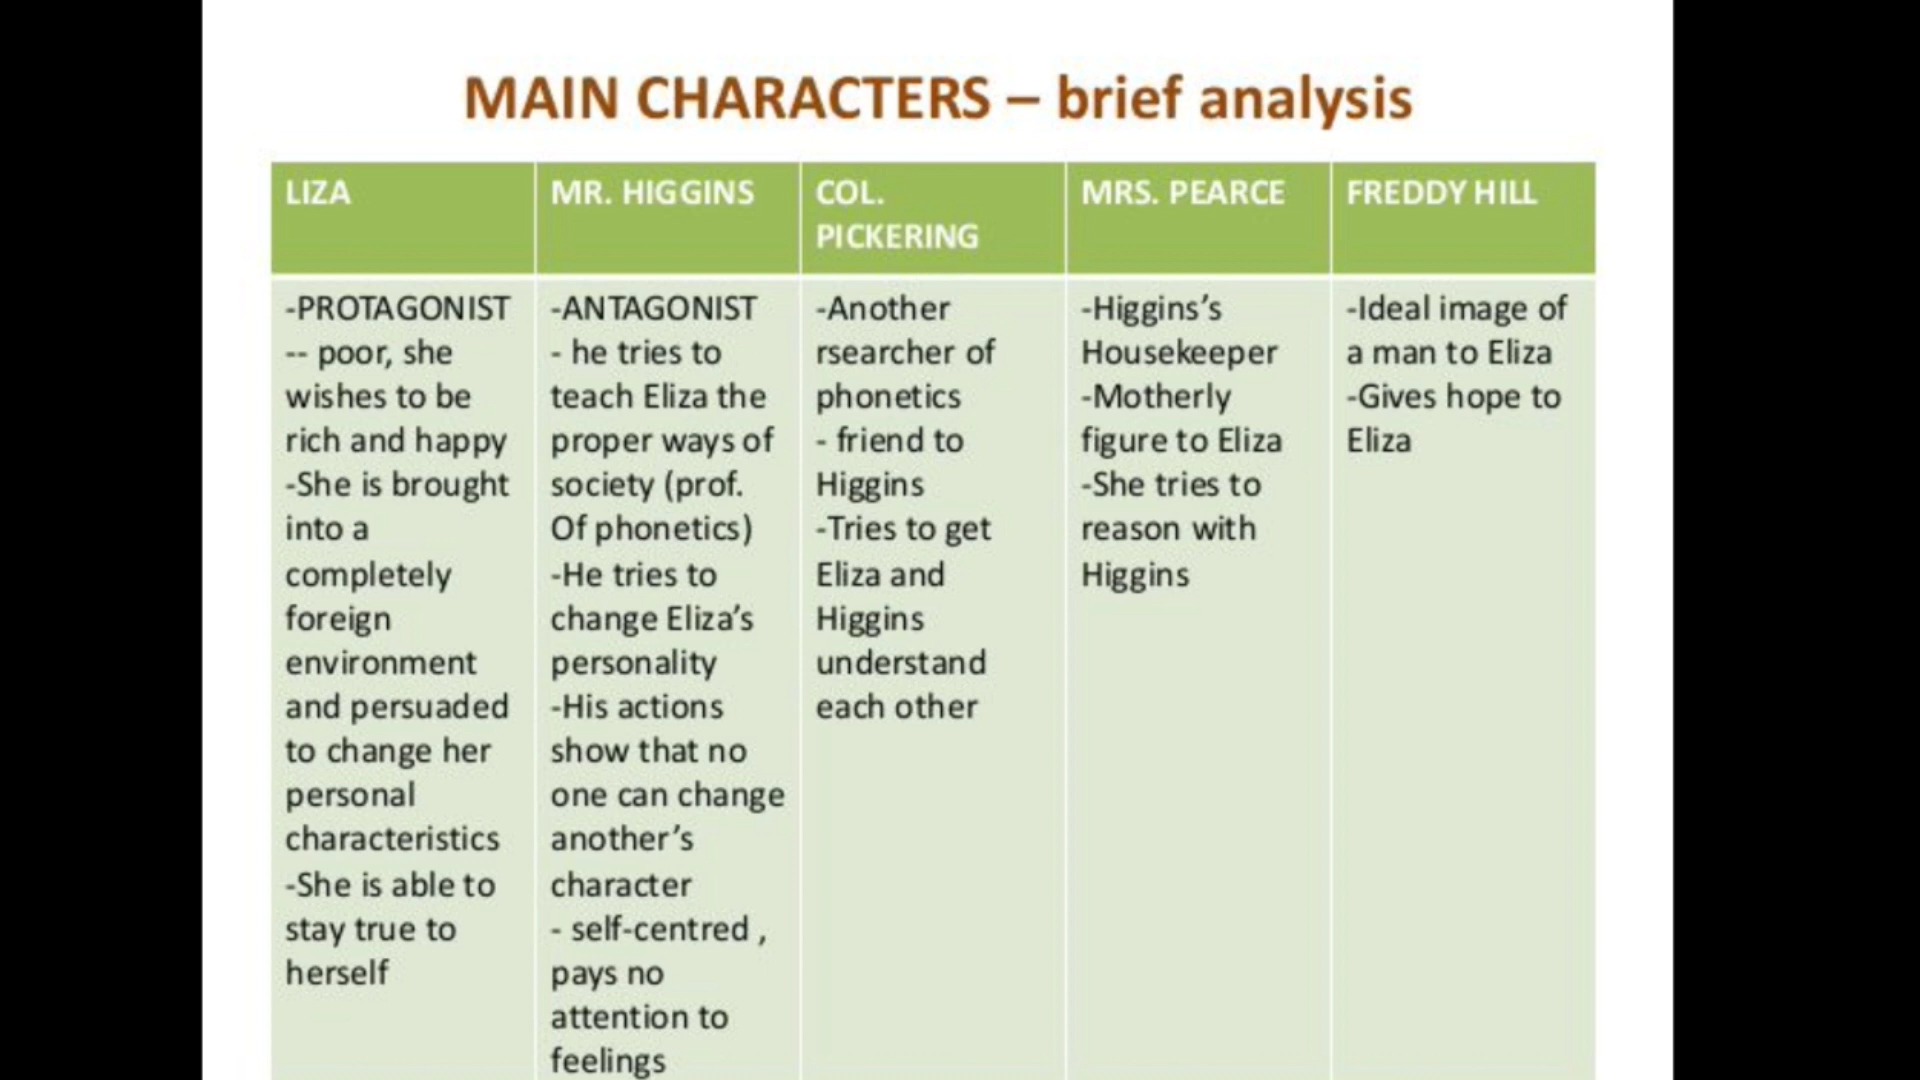 MAIN CHARACTERS – brief analysis
LIZA
MR. HIGGINS
COL.
PICKERING
MRS. PEARCE
FREDDY HILL
-PROTAGONIST
-- poor, she
wishes to be
rich and happy
-She is brought
into a
completely
foreign
environment
and persuaded
to change her
personal
characteristics
-She is able to
stay true to
herself
-ANTAGONIST
- he tries to
teach Eliza the
proper ways of
society (prof.
Of phonetics)
-He tries to
change Eliza’s
personality
-His actions
show that no
one can change
another’s
character
- self-centred ,
pays no
attention to
feelings
-Another
rsearcher of
phonetics
- friend to
Higgins
-Tries to get
Eliza and
Higgins
understand
each other
-Higgins’s
Housekeeper
-Motherly
figure to Eliza
-She tries to
reason with
Higgins
-Ideal image of
a man to Eliza
-Gives hope to
Eliza